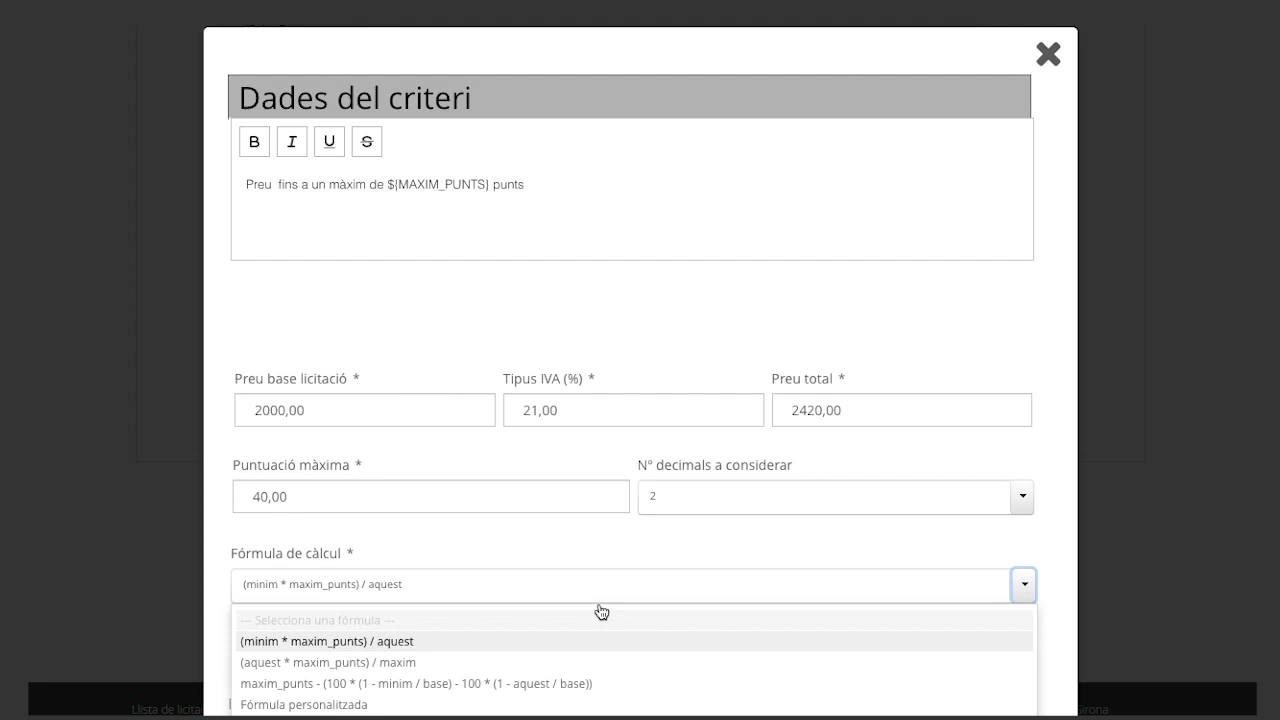 Dades del criteri
B I U S
Preu fins a un màxim de ${MAXIM_PUNTS} punts
Preu base licitació * Tipus IVA (%) * Preu total *
2000,00 21,00 2420,00
Puntuació màxima * Nº decimals a considerar
40,00 2
Fórmula de càlcul *
(minim * maxim_punts) / aquest
--- Selecciona una fórmula ---
(minim * maxim_punts) / aquest
(aquest * maxim_punts) / maxim
maxim_punts - (100 * (1 - minim / base) - 100 * (1 - aquest / base))
Fórmula personalitzada
Llista de licita